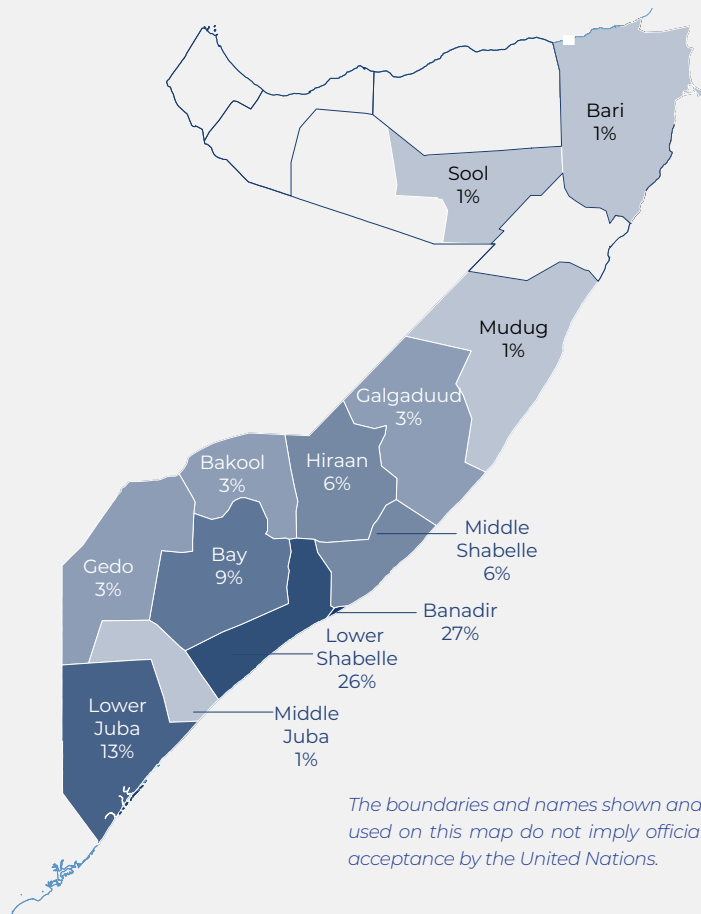 Bari
1%
Sool
1%
Mudug
1%
Galgaduud
3%
Bakool
3%
Hiraan
6%
Middle
Shabelle
6%
Bay
9%
Gedo
3%
Banadir
27%
Lower
Shabelle
26%
Lower
Juba
13%
Middle
Juba
1%
The boundaries and names shown and
used on this map do not imply officia
acceptance by the United Nations.